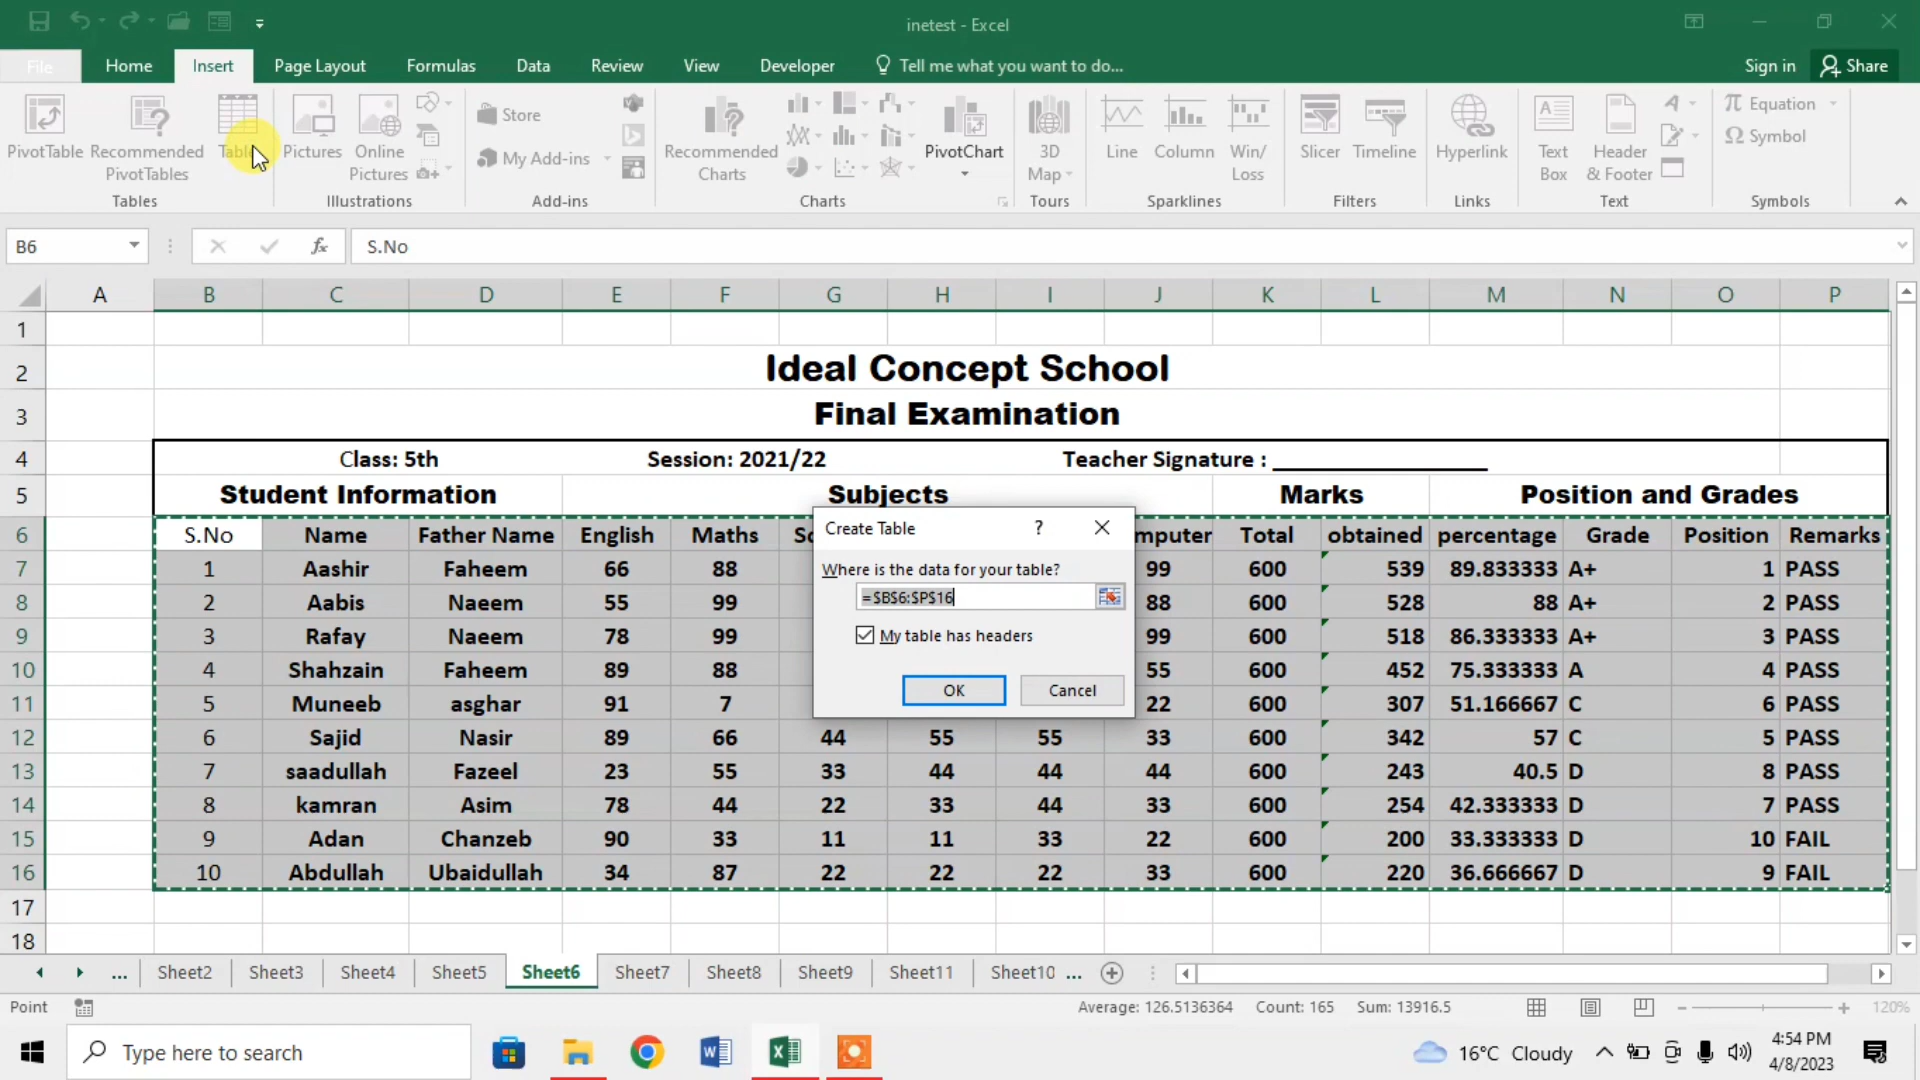 inetest - Excel
File Home Insert Page Layout Formulas Data Review View Developer Tell me what you want to do... Sign in Share
PivotTable Recommended PivotTables Table Pictures Online Pictures Store My Add-ins Recommended Charts PivotChart 3D Map Line Column Win/ Loss Slicer Timeline Hyperlink Text Box Header & Footer Equation Symbol
Tables Illustrations Add-ins Charts Tours Sparklines Filters Links Text Symbols
B6 fx S.No
A B C D E F G H I J K L M N O P
1
2 Ideal Concept School
3 Final Examination
4 Class: 5th Session: 2021/22 Teacher Signature : __________________
5 Student Information Subjects Marks Position and Grades
6 S.No Name Father Name English Maths Total obtained percentage Grade Position Remarks
7 1 Aashir Faheem 66 88 99 600 539 89.833333 A+ 1 PASS
8 2 Aabis Naeem 55 99 88 600 528 88 A+ 2 PASS
9 3 Rafay Naeem 78 99 99 600 518 86.333333 A+ 3 PASS
10 4 Shahzain Faheem 89 88 55 600 452 75.333333 A 4 PASS
11 5 Muneeb asghar 91 7 22 600 307 51.166667 C 6 PASS
12 6 Sajid Nasir 89 66 44 55 55 33 600 342 57 C 5 PASS
13 7 saadullah Fazeel 23 55 33 44 44 44 600 243 40.5 D 8 PASS
14 8 kamran Asim 78 44 22 33 44 33 600 254 42.333333 D 7 PASS
15 9 Adan Chanzeb 90 33 11 11 33 22 600 200 33.333333 D 10 FAIL
16 10 Abdullah Ubaidullah 34 87 22 22 22 33 600 220 36.666667 D 9 FAIL
17
18
Create Table ?
Where is the data for your table?
=$B$6:$P$16
My table has headers
OK Cancel
... Sheet2 Sheet3 Sheet4 Sheet5 Sheet6 Sheet7 Sheet8 Sheet9 Sheet11 Sheet10 ...
Point Average: 126.5136364 Count: 165 Sum: 13916.5 120%
Type here to search 16°C Cloudy 4:54 PM
4/8/2023